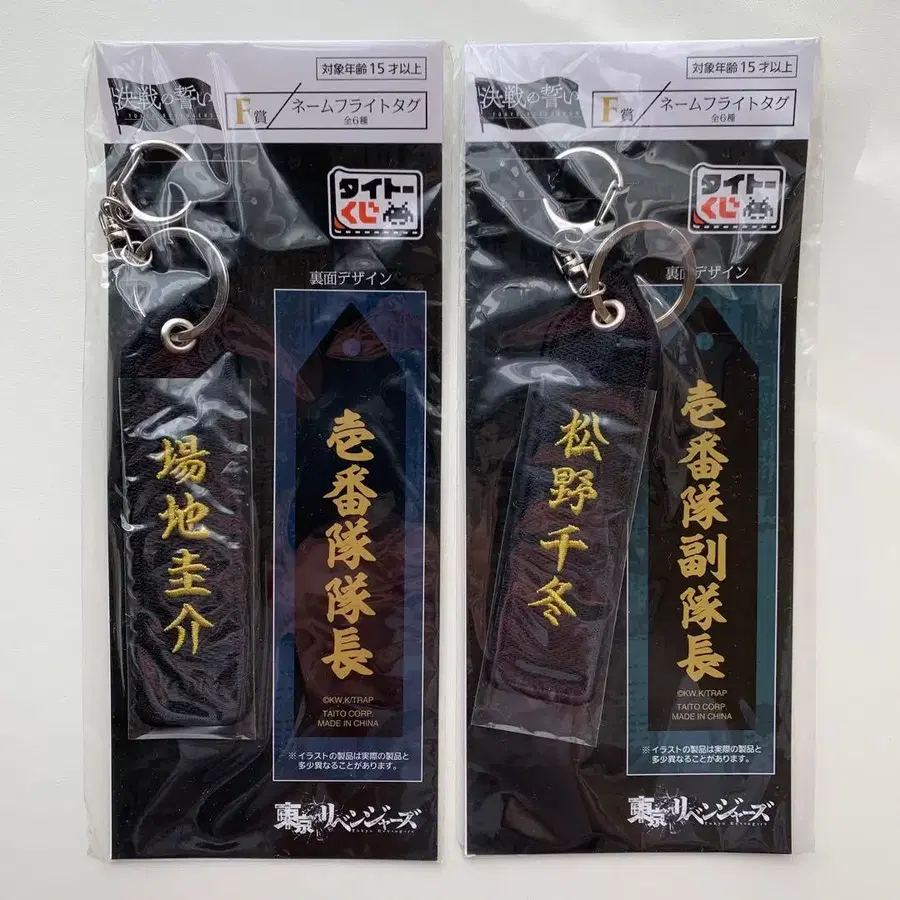 対象年齢15才以上
決戦の誓い
F賞
ネームフライトタグ
全6種
タイトー
くじ
裏面デザイン
場地圭介
壱番隊隊長
©KW.K/TRAP
TAITO CORP.
MADE IN CHINA
※イラストの製品は実際の製品と
多少異なることがあります。
東京リベンジャーズ
対象年齢15才以上
決戦の誓い
F賞
ネームフライトタグ
全6種
タイトー
くじ
裏面デザイン
松野千冬
壱番隊副隊長
©KW.K/TRAP
TAITO CORP.
MADE IN CHINA
※イラストの製品は実際の製品と
多少異なることがあります。
東京リベンジャーズ